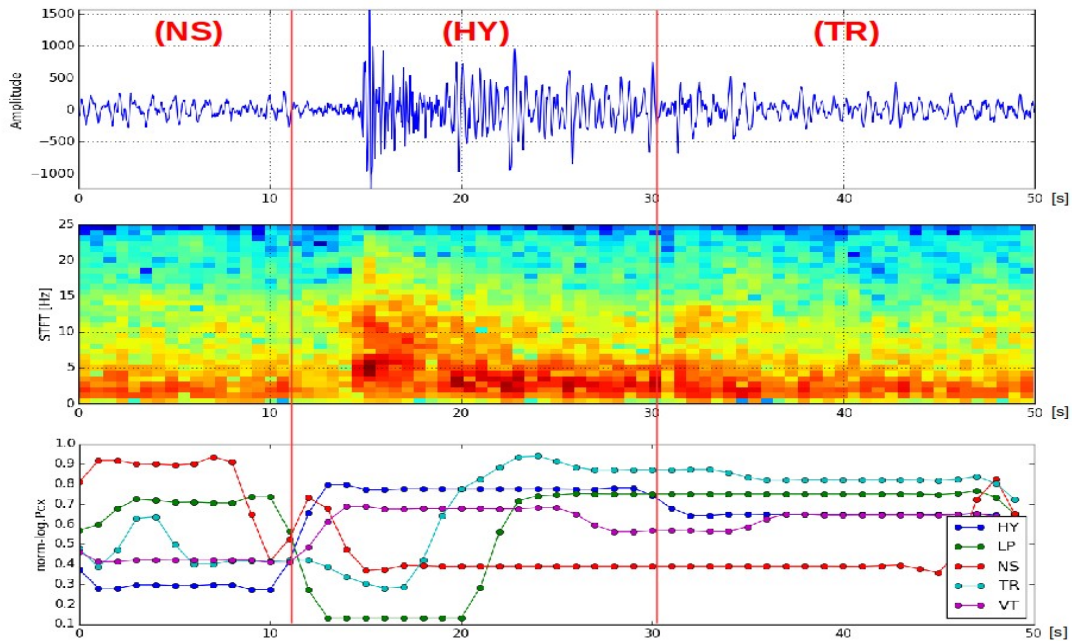 (NS) (HY) (TR)
1500
1000
500
0
−500
−1000
Amplitude
0 10 20 30 40 50 [s]
25
20
15
10
5
0
STFT [Hz]
0 10 20 30 40 50 [s]
1.0
0.9
0.8
0.7
0.6
0.5
0.4
0.3
0.2
0.1
norm-log.Pcx
HY
LP
NS
TR
VT
0 10 20 30 40 50 [s]